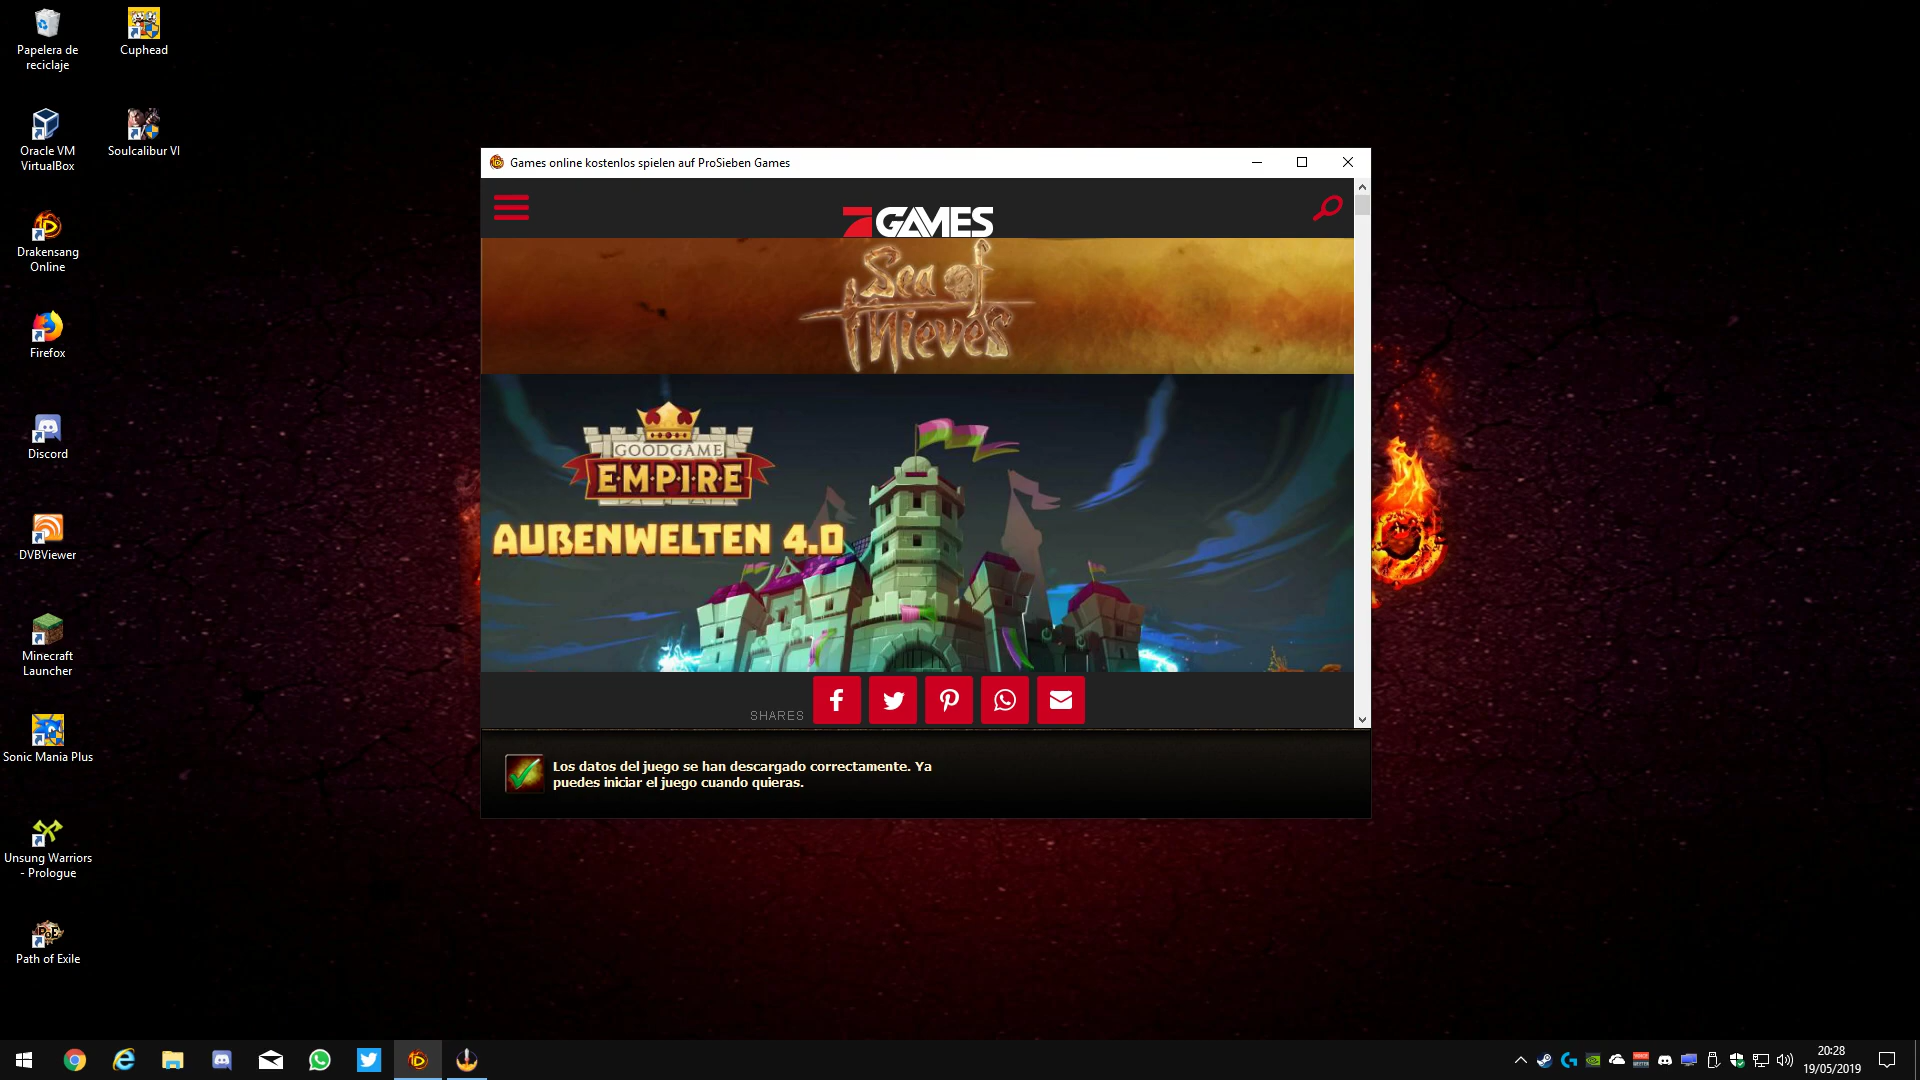 Papelera de
reciclaje
Cuphead
Oracle VM
VirtualBox
Soulcalibur VI
Drakensang
Online
Firefox
Discord
DVBViewer
Minecraft
Launcher
Sonic Mania Plus
Unsung Warriors
- Prologue
Path of Exile
Games online kostenlos spielen auf ProSieben Games
7 GAMES
Sea of
Thieves
GOODGAME
EMPIRE
AUßENWELTEN 4.0
SHARES
Los datos del juego se han descargado correctamente. Ya
puedes iniciar el juego cuando quieras.
20:28
19/05/2019